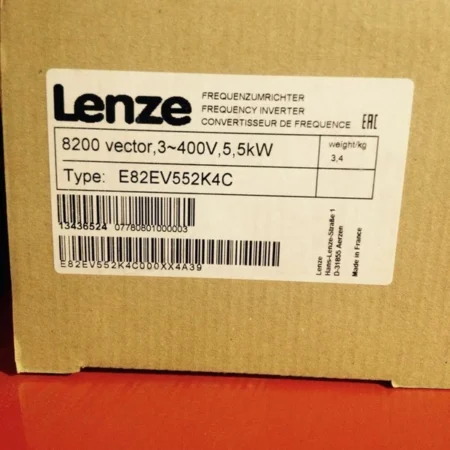 Lenze
FREQUENZUMRICHTER
FREQUENCY INVERTER
CONVERTISSEUR DE FREQUENCE
EAC
8200 vector,3~400V,5,5kW
weight/kg
3,4
Type: E82EV552K4C
13436524 07780801000003
E82EV552K4C000XX4A39
Lenze
Hans-Lenze-Straße 1
D-31855 Aerzen
Made in France